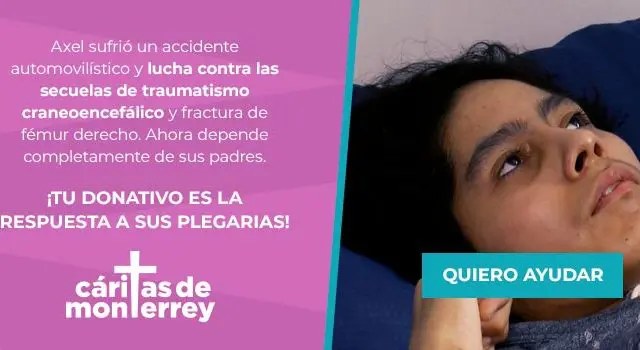 Axel sufrió un accidente
automovilístico y lucha contra las
secuelas de traumatismo
craneoencefálico y fractura de
fémur derecho. Ahora depende
completamente de sus padres.
¡TU DONATIVO ES LA
RESPUESTA A SUS PLEGARIAS!
cáritas de
monterrey
QUIERO AYUDAR